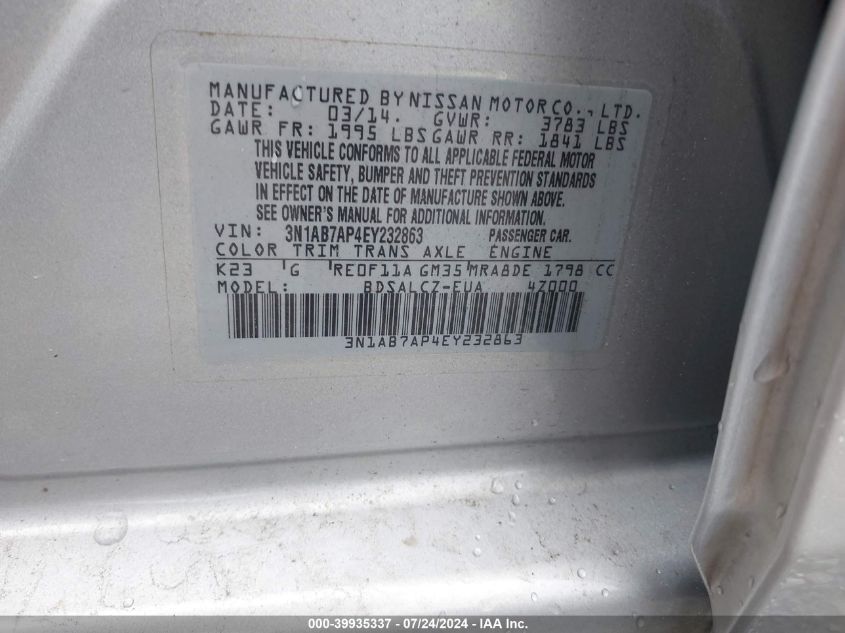 MANUFACTURED BY NISSAN MOTOR CO., LTD.
DATE: 03/14. GVWR: 3783 LBS
GAWR FR: 1995 LBS GAWR RR: 1841 LBS
THIS VEHICLE CONFORMS TO ALL APPLICABLE FEDERAL MOTOR
VEHICLE SAFETY, BUMPER AND THEFT PREVENTION STANDARDS
IN EFFECT ON THE DATE OF MANUFACTURE SHOWN ABOVE.
SEE OWNER'S MANUAL FOR ADDITIONAL INFORMATION.
VIN: 3N1AB7AP4EY232863 PASSENGER CAR.
COLOR TRIM TRANS AXLE ENGINE
K23 G RE0F11A GM35 MRA8DE 1798 CC
MODEL: BDSALCZ-EUA 4Z000
3N1AB7AP4EY232863
000-39935337 / 07/24/2024 - IAA Inc.